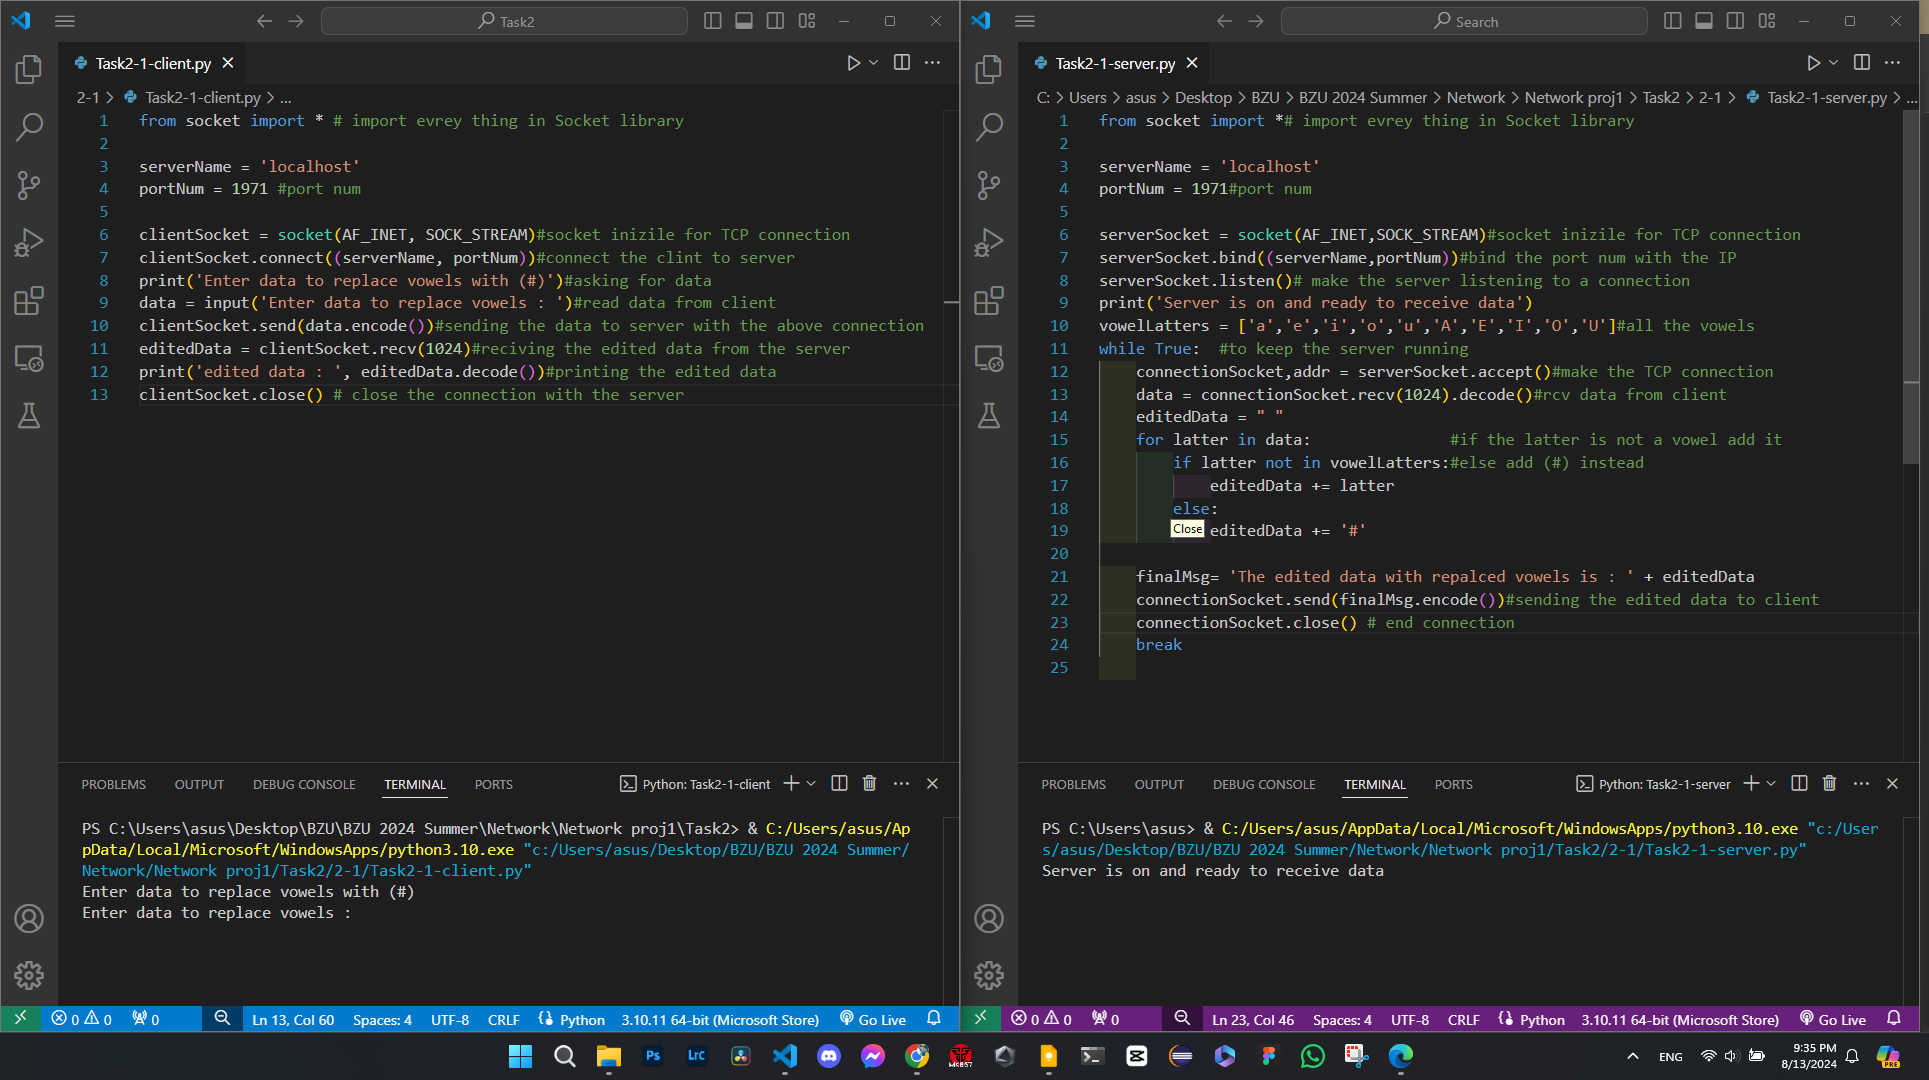 Task2
Task2-1-client.py
2-1 > Task2-1-client.py > ...
1 from socket import * # import evrey thing in Socket library
2
3 serverName = 'localhost'
4 portNum = 1971 #port num
5
6 clientSocket = socket(AF_INET, SOCK_STREAM)#socket inizile for TCP connection
7 clientSocket.connect((serverName, portNum))#connect the clint to server
8 print('Enter data to replace vowels with (#)')#asking for data
9 data = input('Enter data to replace vowels : ')#read data from client
10 clientSocket.send(data.encode())#sending the data to server with the above connection
11 editedData = clientSocket.recv(1024)#reciving the edited data from the server
12 print('edited data : ', editedData.decode())#printing the edited data
13 clientSocket.close() # close the connection with the server
PROBLEMS OUTPUT DEBUG CONSOLE TERMINAL PORTS Python: Task2-1-client
PS C:\Users\asus\Desktop\BZU\BZU 2024 Summer\Network\Network proj1\Task2> & C:/Users/asus/Ap
pData/Local/Microsoft/WindowsApps/python3.10.exe "c:/Users/asus/Desktop/BZU/BZU 2024 Summer/
Network/Network proj1/Task2/2-1/Task2-1-client.py"
Enter data to replace vowels with (#)
Enter data to replace vowels :
0 0 0 Ln 13, Col 60 Spaces: 4 UTF-8 CRLF Python 3.10.11 64-bit (Microsoft Store) Go Live
Search
Task2-1-server.py
C: > Users > asus > Desktop > BZU > BZU 2024 Summer > Network > Network proj1 > Task2 > 2-1 > Task2-1-server.py > ...
1 from socket import *# import evrey thing in Socket library
2
3 serverName = 'localhost'
4 portNum = 1971#port num
5
6 serverSocket = socket(AF_INET,SOCK_STREAM)#socket inizile for TCP connection
7 serverSocket.bind((serverName,portNum))#bind the port num with the IP
8 serverSocket.listen()# make the server listening to a connection
9 print('Server is on and ready to receive data')
10 vowelLatters = ['a','e','i','o','u','A','E','I','O','U']#all the vowels
11 while True:  #to keep the server running
12     connectionSocket,addr = serverSocket.accept()#make the TCP connection
13     data = connectionSocket.recv(1024).decode()#rcv data from client
14     editedData = " "
15     for latter in data:               #if the latter is not a vowel add it
16         if latter not in vowelLatters:#else add (#) instead
17             editedData += latter
18         else:
19             editedData += '#'
Close
20
21     finalMsg= 'The edited data with repalced vowels is : ' + editedData
22     connectionSocket.send(finalMsg.encode())#sending the edited data to client
23     connectionSocket.close() # end connection
24     break
25
PROBLEMS OUTPUT DEBUG CONSOLE TERMINAL PORTS Python: Task2-1-server
PS C:\Users\asus> & C:/Users/asus/AppData/Local/Microsoft/WindowsApps/python3.10.exe "c:/User
s/asus/Desktop/BZU/BZU 2024 Summer/Network/Network proj1/Task2/2-1/Task2-1-server.py"
Server is on and ready to receive data
0 0 0 Ln 23, Col 46 Spaces: 4 UTF-8 CRLF Python 3.10.11 64-bit (Microsoft Store) Go Live
Ps LrC
ENG 9:35 PM
8/13/2024
PRE